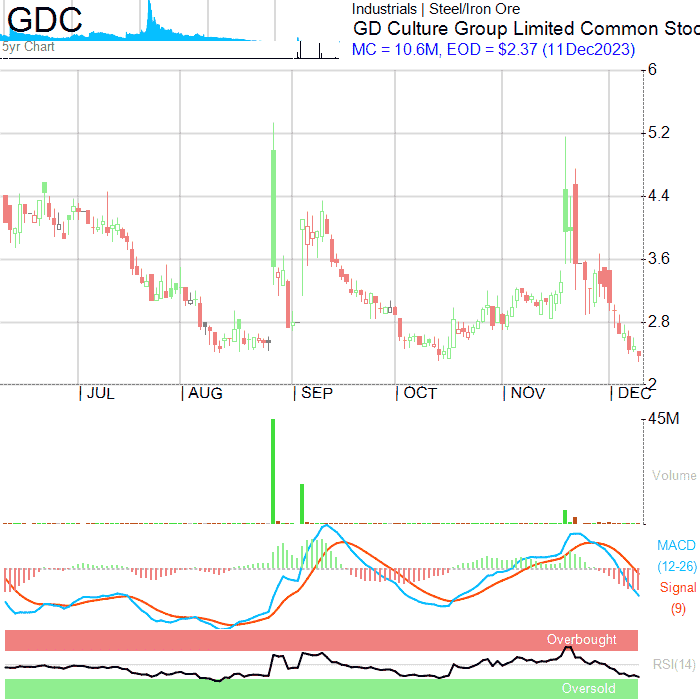 GDC
5yr Chart
Industrials | Steel/Iron Ore
GD Culture Group Limited Common Stoc
MC = 10.6M, EOD = $2.37 (11Dec2023)
6
5.2
4.4
3.6
2.8
2
| JUL | AUG | SEP | OCT | NOV | DEC
45M
Volume
MACD
(12-26)
Signal
(9)
Overbought
RSI(14)
Oversold